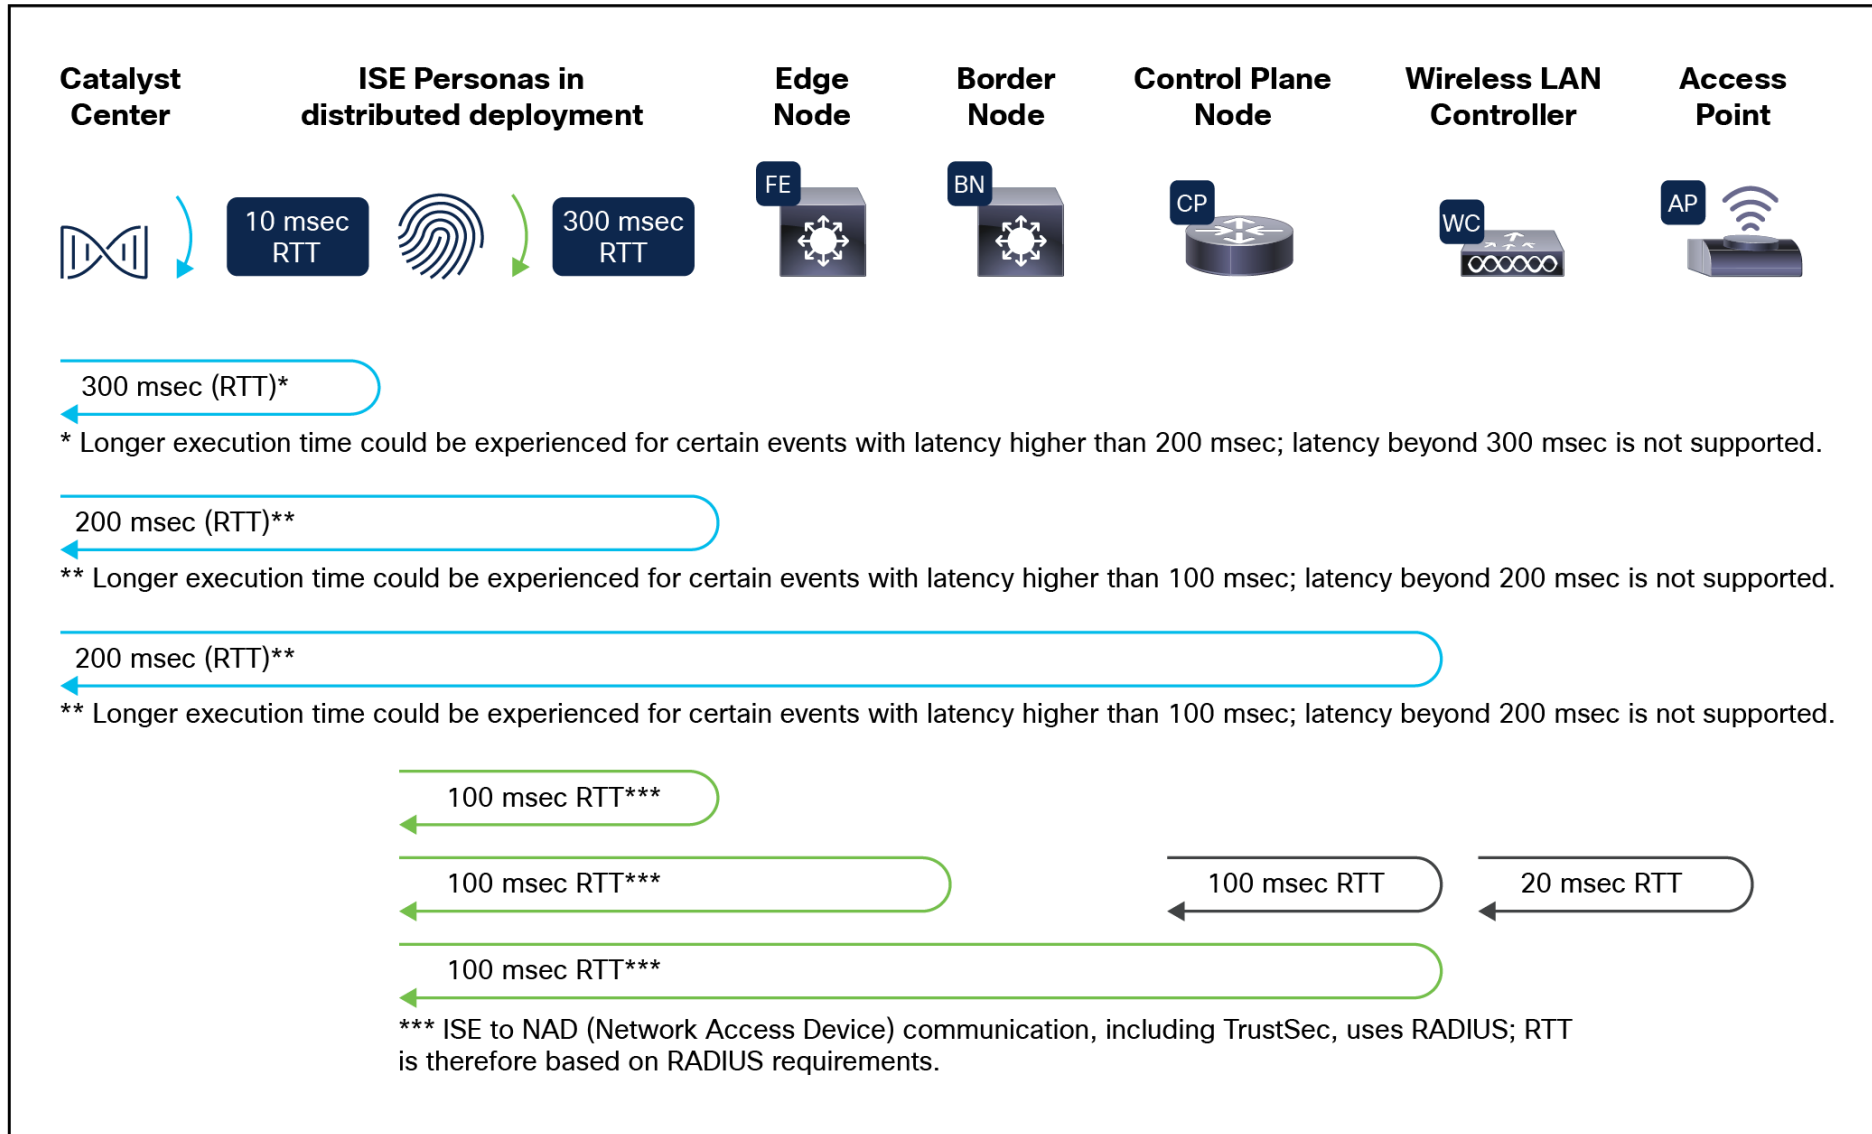 Catalyst
Center
ISE Personas in
distributed deployment
Edge
Node
Border
Node
Control Plane
Node
Wireless LAN
Controller
Access
Point
10 msec
RTT
300 msec
RTT
FE
BN
CP
WC
AP
300 msec (RTT)*
* Longer execution time could be experienced for certain events with latency higher than 200 msec; latency beyond 300 msec is not supported.
200 msec (RTT)**
** Longer execution time could be experienced for certain events with latency higher than 100 msec; latency beyond 200 msec is not supported.
200 msec (RTT)**
** Longer execution time could be experienced for certain events with latency higher than 100 msec; latency beyond 200 msec is not supported.
100 msec RTT***
100 msec RTT***
100 msec RTT
20 msec RTT
100 msec RTT***
*** ISE to NAD (Network Access Device) communication, including TrustSec, uses RADIUS; RTT
is therefore based on RADIUS requirements.